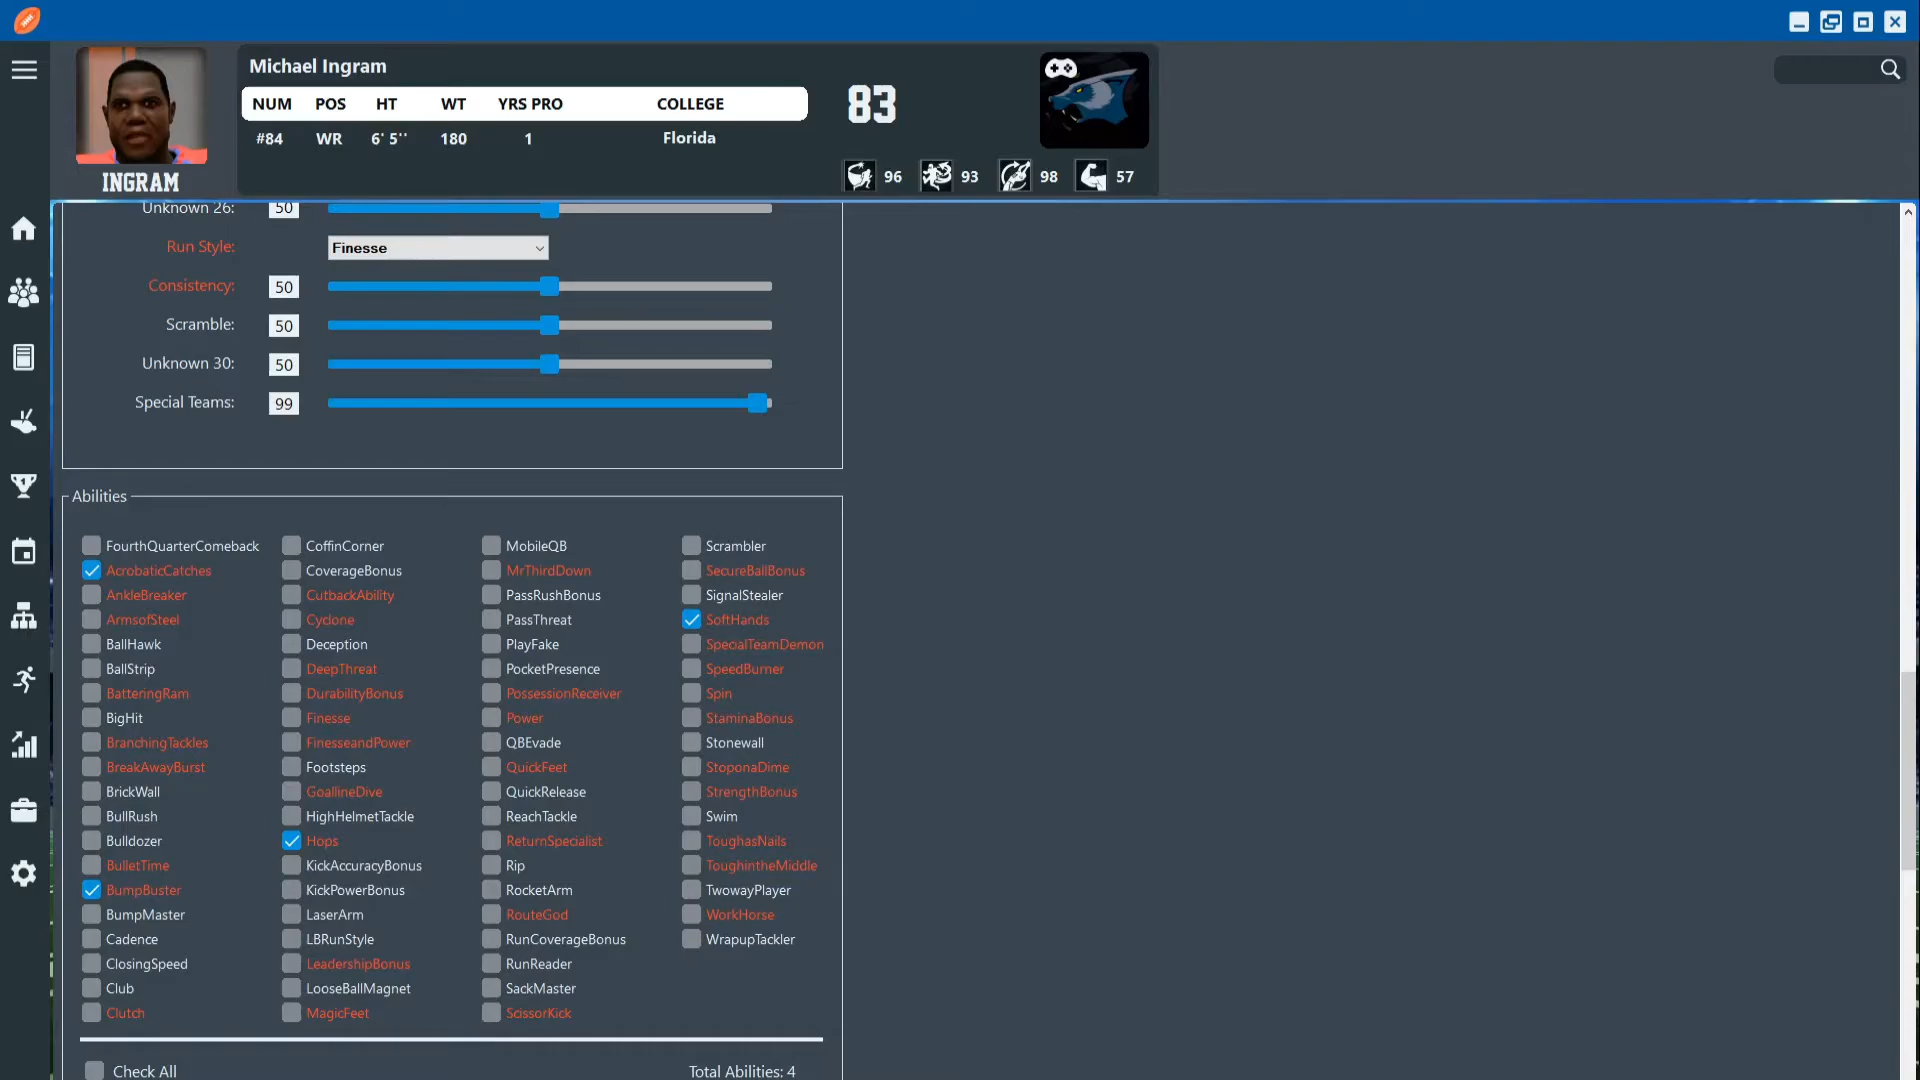 Michael Ingram
NUM POS HT WT YRS PRO COLLEGE
#84 WR 6' 5'' 180 1 Florida
83
INGRAM
96 93 98 57
Unknown 26: 50
Run Style: Finesse
Consistency: 50
Scramble: 50
Unknown 30: 50
Special Teams: 99
Abilities
FourthQuarterComeback CoffinCorner MobileQB Scrambler
AcrobaticCatches CoverageBonus MrThirdDown SecureBallBonus
AnkleBreaker CutbackAbility PassRushBonus SignalStealer
ArmsofSteel Cyclone PassThreat SoftHands
BallHawk Deception PlayFake SpecialTeamDemon
BallStrip DeepThreat PocketPresence SpeedBurner
BatteringRam DurabilityBonus PossessionReceiver Spin
BigHit Finesse Power StaminaBonus
BranchingTackles FinesseandPower QBEvade Stonewall
BreakAwayBurst Footsteps QuickFeet StoponaDime
BrickWall GoallineDive QuickRelease StrengthBonus
BullRush HighHelmetTackle ReachTackle Swim
Bulldozer Hops ReturnSpecialist ToughasNails
BulletTime KickAccuracyBonus Rip ToughintheMiddle
BumpBuster KickPowerBonus RocketArm TwowayPlayer
BumpMaster LaserArm RouteGod WorkHorse
Cadence LBRunStyle RunCoverageBonus WrapupTackler
ClosingSpeed LeadershipBonus RunReader
Club LooseBallMagnet SackMaster
Clutch MagicFeet ScissorKick
Check All Total Abilities: 4